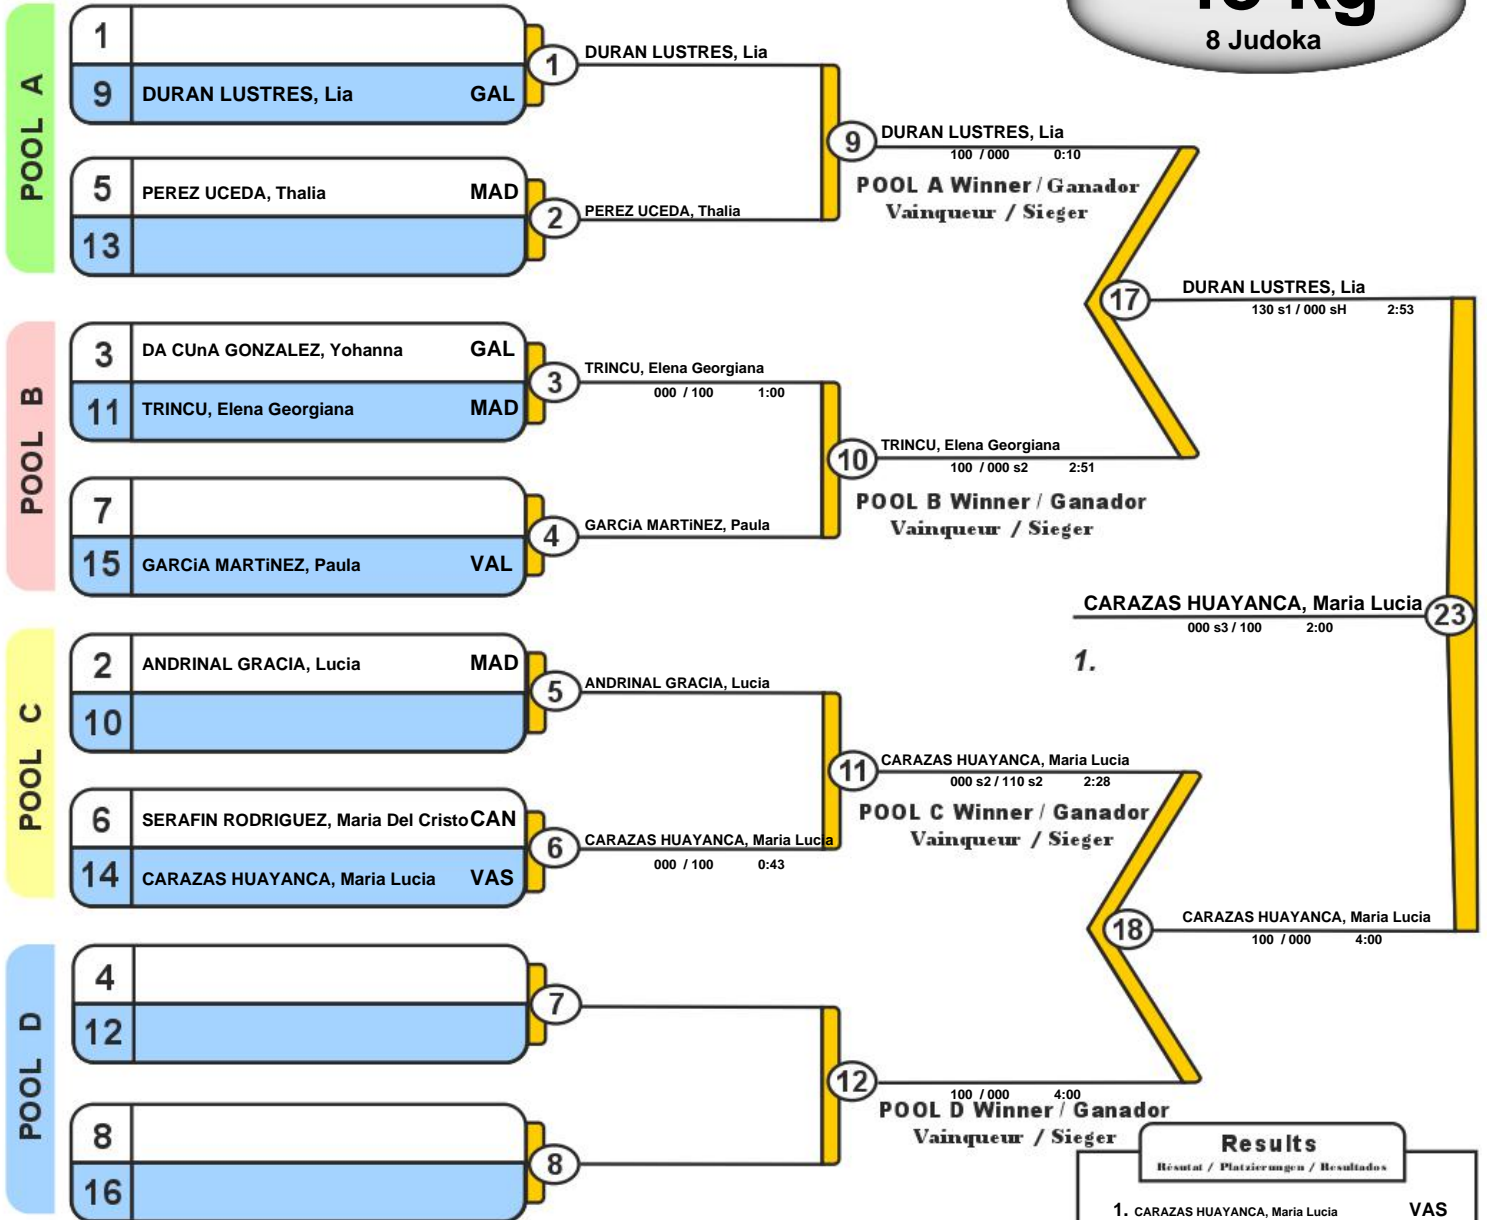 8 Judoka
POOL A
1
9 DURAN LUSTRES, Lia GAL
5 PEREZ UCEDA, Thalia MAD
13
1 DURAN LUSTRES, Lia
2 PEREZ UCEDA, Thalia
9 DURAN LUSTRES, Lia
100 / 000 0:10
POOL A Winner / Ganador
Vainqueur / Sieger
POOL B
3 DA CUnA GONZALEZ, Yohanna GAL
11 TRINCU, Elena Georgiana MAD
7
15 GARCiA MARTiNEZ, Paula VAL
3 TRINCU, Elena Georgiana
000 / 100 1:00
4 GARCiA MARTiNEZ, Paula
10 TRINCU, Elena Georgiana
100 / 000 s2 2:51
POOL B Winner / Ganador
Vainqueur / Sieger
17 DURAN LUSTRES, Lia
130 s1 / 000 sH 2:53
POOL C
2 ANDRINAL GRACIA, Lucia MAD
10
6 SERAFIN RODRIGUEZ, Maria Del Cristo CAN
14 CARAZAS HUAYANCA, Maria Lucia VAS
5 ANDRINAL GRACIA, Lucia
6 CARAZAS HUAYANCA, Maria Lucia
000 / 100 0:43
11 CARAZAS HUAYANCA, Maria Lucia
000 s2 / 110 s2 2:28
POOL C Winner / Ganador
Vainqueur / Sieger
POOL D
4
12
8
16
7
8
12
100 / 000 4:00
POOL D Winner / Ganador
Vainqueur / Sieger
18 CARAZAS HUAYANCA, Maria Lucia
100 / 000 4:00
CARAZAS HUAYANCA, Maria Lucia 23
000 s3 / 100 2:00
1.
Results
Résutat / Platzierungen / Resultados
1. CARAZAS HUAYANCA, Maria Lucia VAS